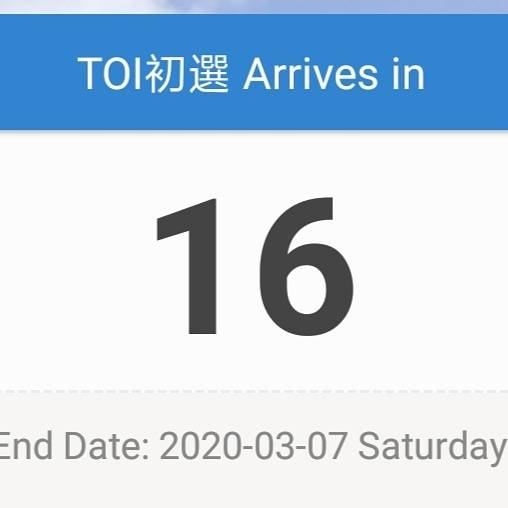 TOI初選 Arrives in
16
End Date: 2020-03-07 Saturday